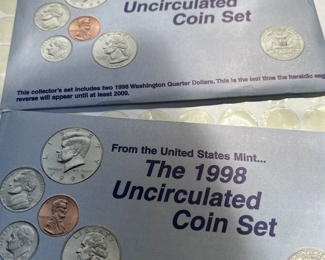 Uncirculated
Coin Set
This collector's set includes two 1998 Washington Quarter Dollars. This is the last time the heraldic eagle
reverse will appear until at least 2000.
From the United States Mint...
The 1998
Uncirculated
Coin Set